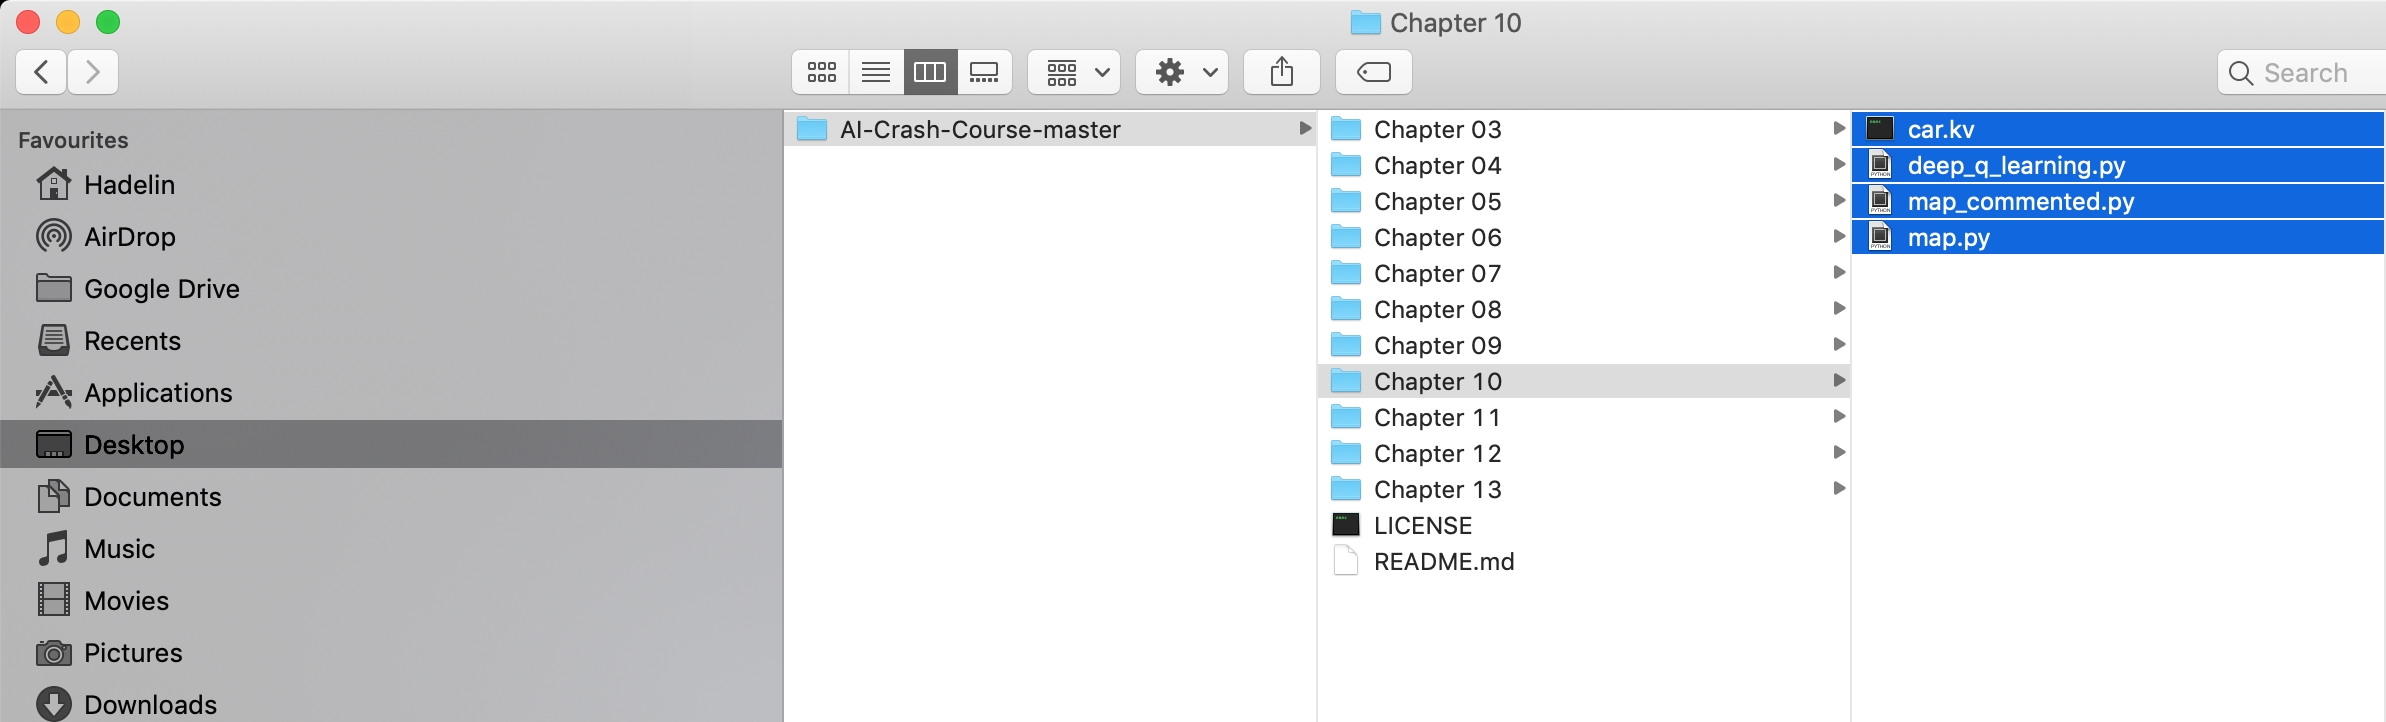 Chapter 10
Search
Favourites
Hadelin
AirDrop
Google Drive
Recents
Applications
Desktop
Documents
Music
Movies
Pictures
Downloads
AI-Crash-Course-master
Chapter 03
Chapter 04
Chapter 05
Chapter 06
Chapter 07
Chapter 08
Chapter 09
Chapter 10
Chapter 11
Chapter 12
Chapter 13
LICENSE
README.md
car.kv
deep_q_learning.py
map_commented.py
map.py